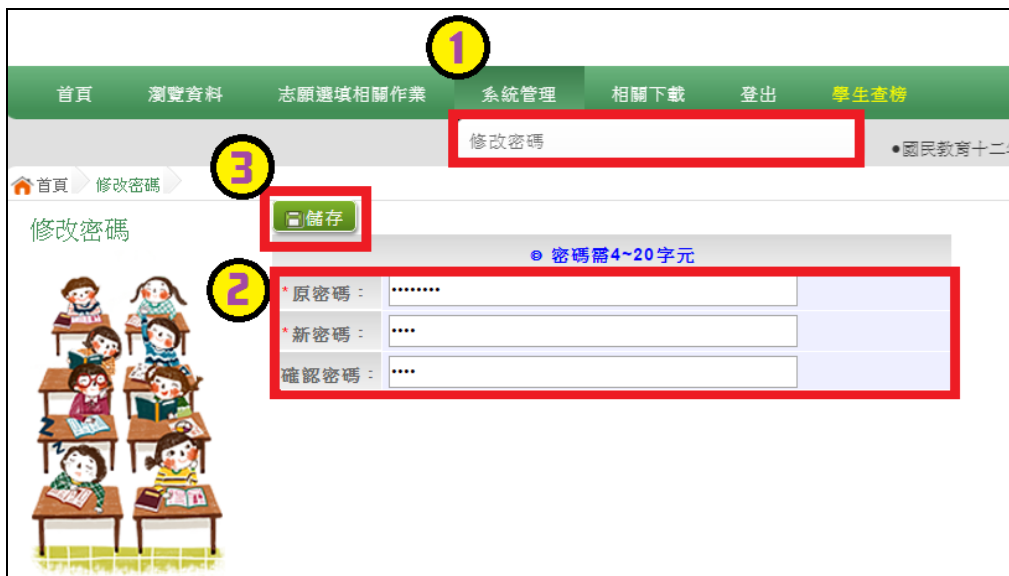 1
首頁 瀏覽資料 志願選填相關作業 系統管理 相關下載 登出 學生查榜
修改密碼
●國民教育十二
3
首頁 修改密碼
儲存
修改密碼
◎ 密碼需4~20字元
2
*原密碼： ••••••••
*新密碼： ••••
確認密碼： ••••
z
z
z
z